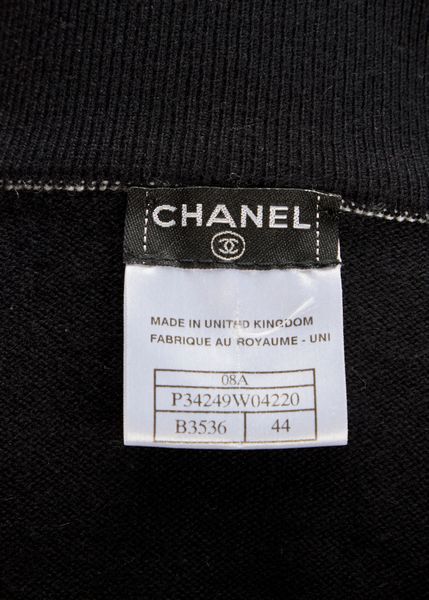 CHANEL
MADE IN UNITED KINGDOM
FABRIQUE AU ROYAUME - UNI
08A
P34249W04220
B3536 44